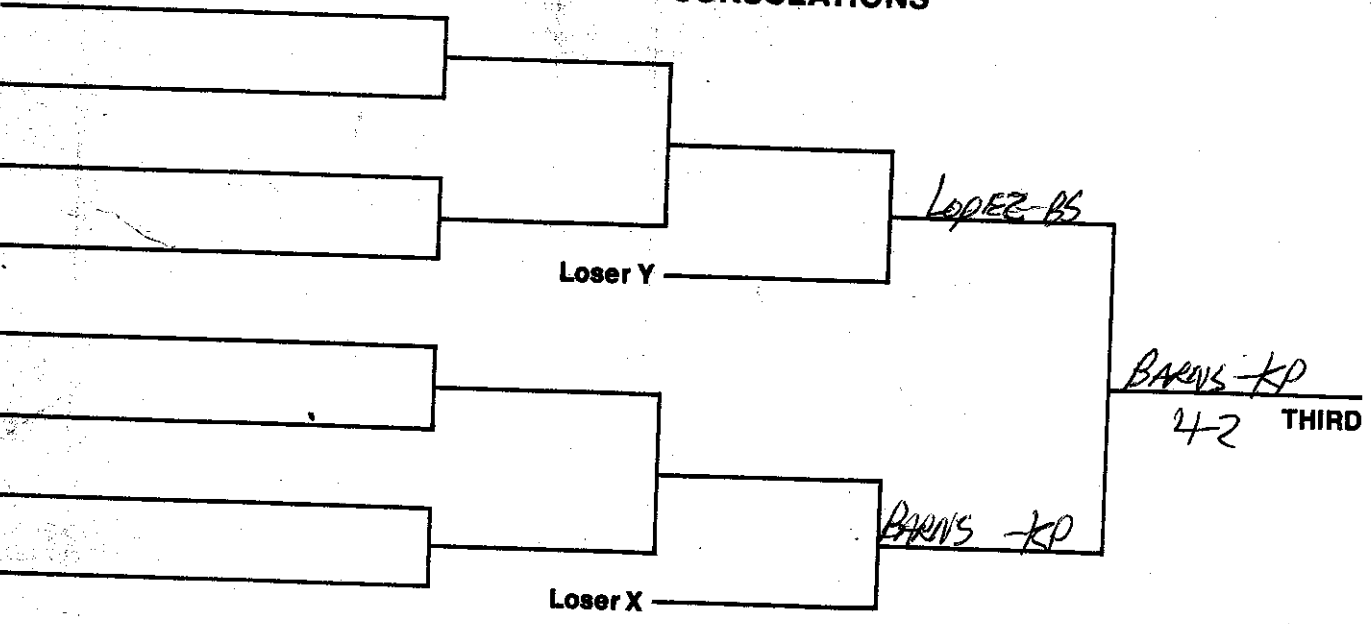 CONSOLATIONS
LOPEZ-BS
Loser Y
BARNS-KP
4-2 THIRD
BARNS -KP
Loser X